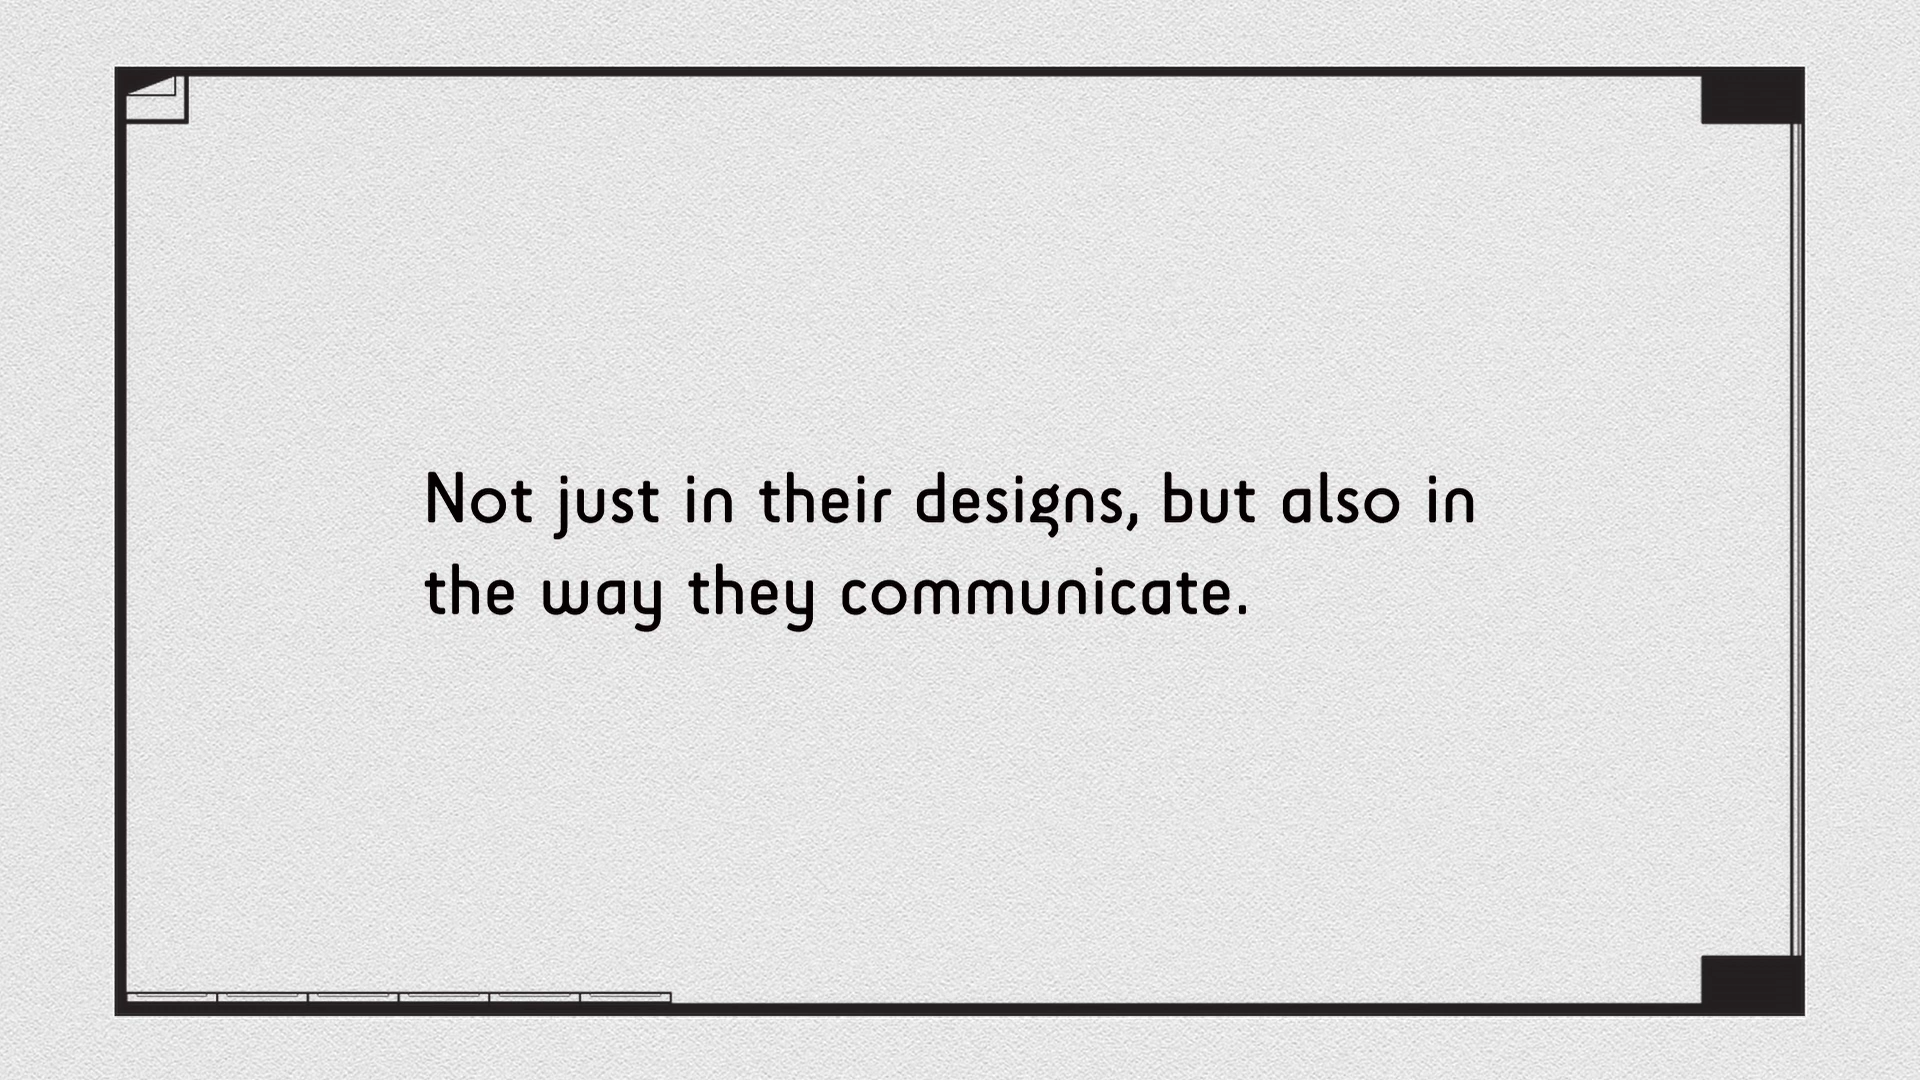 Not just in their designs, but also in
the way they communicate.